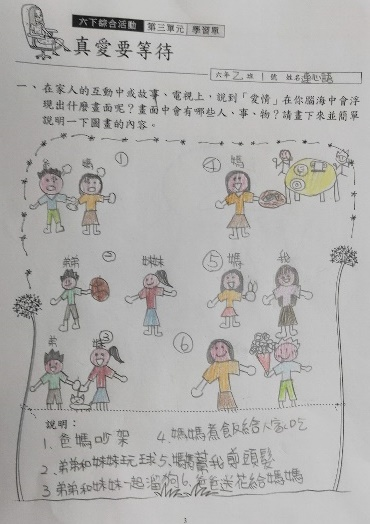 六下綜合活動 第三單元 學習單
真愛要等待
六年乙班1號 姓名
一、在家人的互動中或故事、電視上，說到「愛情」在你腦海中會浮
現出什麼畫面呢？畫面中會有哪些人、事、物？請畫下來並簡單
說明一下圖畫的內容。
爸 媽 ① ④ 媽
弟弟 ② 妹妹 ⑤ 媽 我
弟 ③ 妹 ⑥
說明：
1. 爸媽吵架 4. 媽媽煮飯給人家吃
2. 弟弟和妹妹玩球 5. 媽媽幫我剪頭髮
3 弟弟和妹妹一起溜狗 6. 爸爸送花給媽媽
3